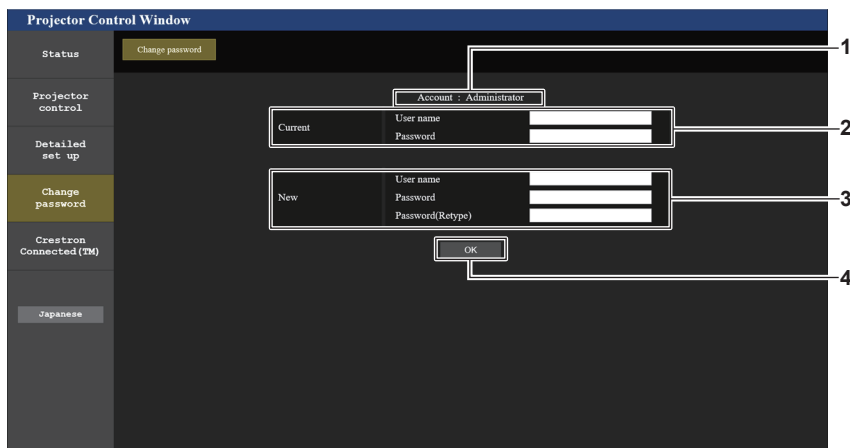 Projector Control Window
Status
Change password
1
Projector
control
Account : Administrator
Current
User name
Password
2
Detailed
set up
Change
password
New
User name
Password
Password(Retype)
3
Crestron
Connected(TM)
OK
4
Japanese